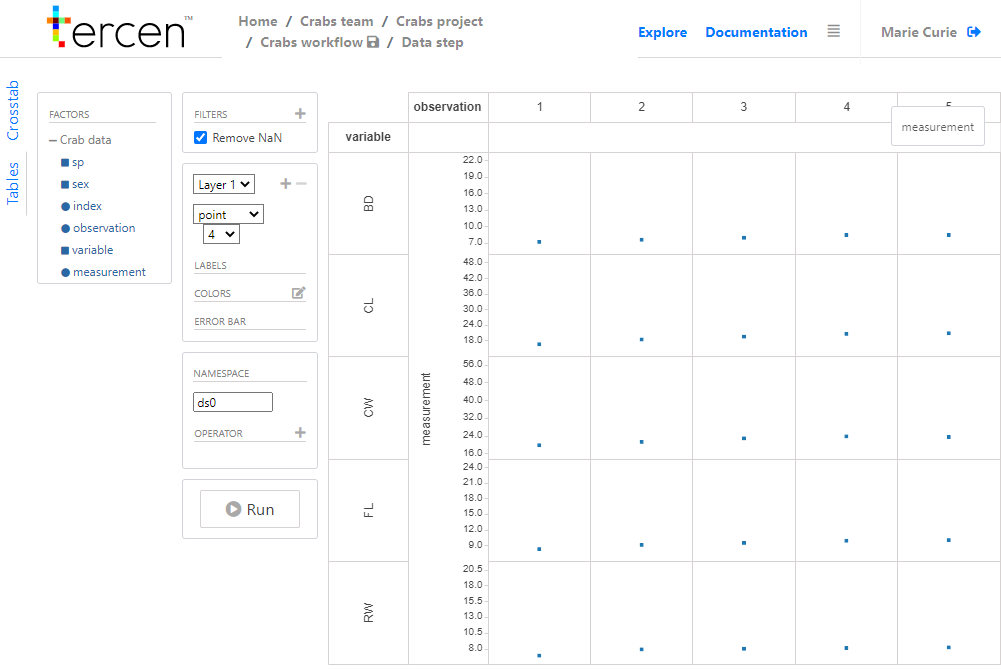 tercen™
Home / Crabs team / Crabs project
/ Crabs workflow / Data step
Explore Documentation Marie Curie
Crosstab
Tables
FACTORS
Crab data
sp
sex
index
observation
variable
measurement
FILTERS
Remove NaN
Layer 1
point
4
LABELS
COLORS
ERROR BAR
NAMESPACE
ds0
OPERATOR
Run
observation 1 2 3 4 5
measurement
variable
measurement
BD
22.0
19.0
16.0
13.0
10.0
7.0
CL
48.0
42.0
36.0
30.0
24.0
18.0
CW
56.0
48.0
40.0
32.0
24.0
16.0
FL
24.0
21.0
18.0
15.0
12.0
9.0
RW
20.5
18.0
15.5
13.0
10.5
8.0